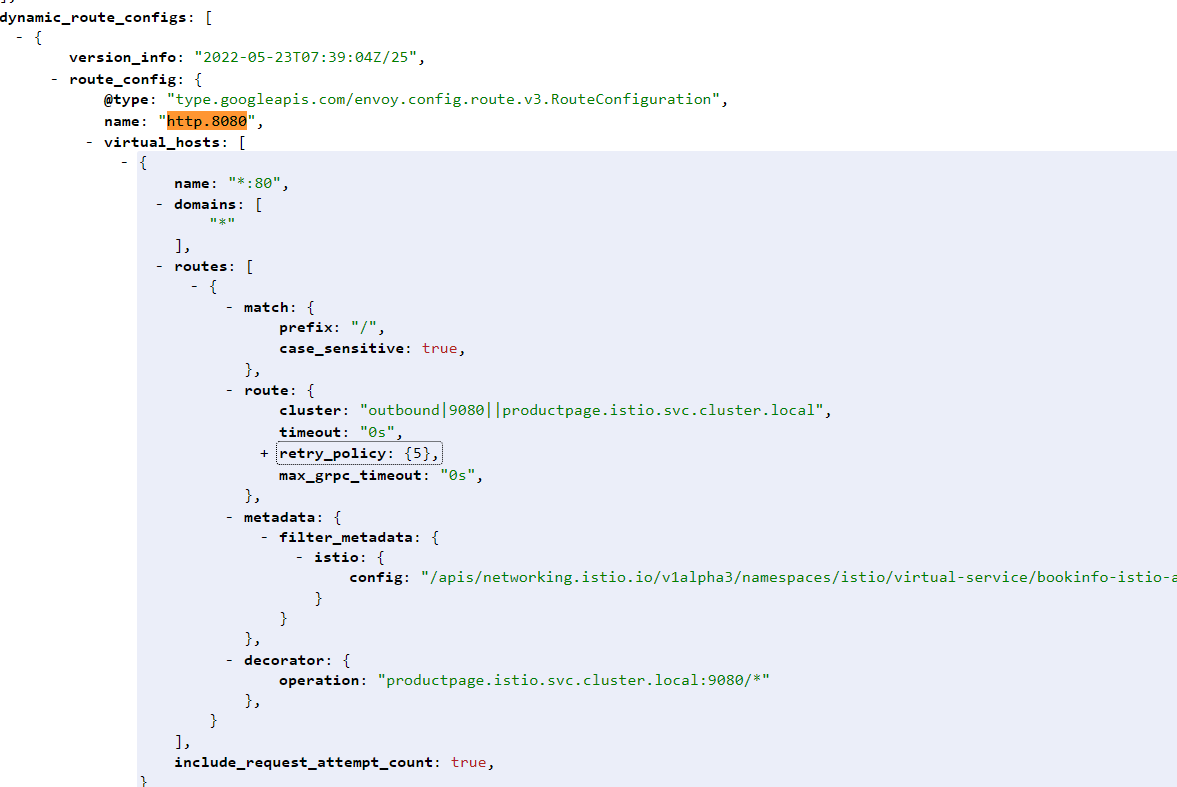 dynamic_route_configs: [
- {
version_info: "2022-05-23T07:39:04Z/25",
- route_config: {
@type: "type.googleapis.com/envoy.config.route.v3.RouteConfiguration",
name: "http.8080",
- virtual_hosts: [
- {
name: "*:80",
- domains: [
"*"
],
- routes: [
- {
- match: {
prefix: "/",
case_sensitive: true,
},
- route: {
cluster: "outbound|9080||productpage.istio.svc.cluster.local",
timeout: "0s",
+ retry_policy: {5},
max_grpc_timeout: "0s",
},
- metadata: {
- filter_metadata: {
- istio: {
config: "/apis/networking.istio.io/v1alpha3/namespaces/istio/virtual-service/bookinfo-istio-a
}
}
},
- decorator: {
operation: "productpage.istio.svc.cluster.local:9080/*"
},
}
],
include_request_attempt_count: true,
}